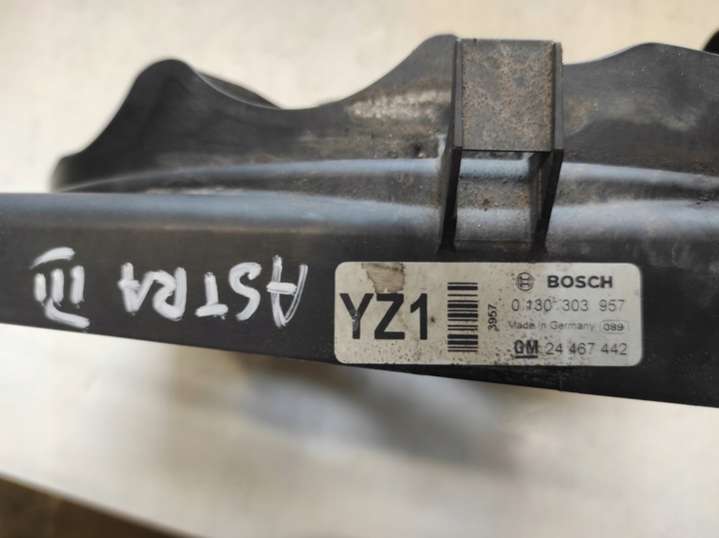 ASTRA III
YZ1
3957
BOSCH
0 130 303 957
Made in Germany 089
GM 24 467 442